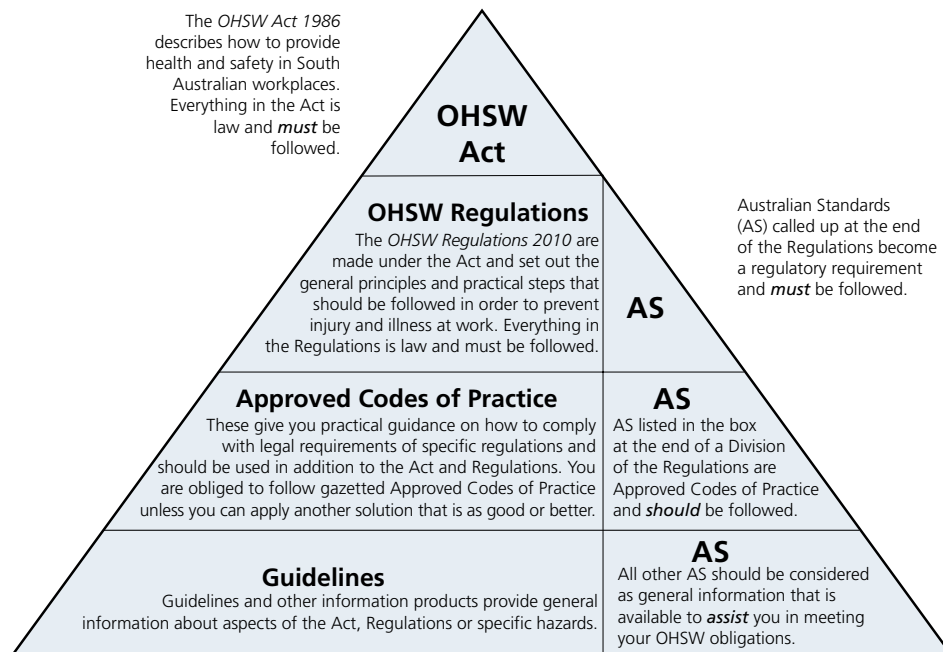 The OHSW Act 1986
describes how to provide
health and safety in South
Australian workplaces.
Everything in the Act is
law and must be
followed.
OHSW
Act
OHSW Regulations
The OHSW Regulations 2010 are
made under the Act and set out the
general principles and practical steps that
should be followed in order to prevent
injury and illness at work. Everything in
the Regulations is law and must be followed.
AS
Australian Standards
(AS) called up at the end
of the Regulations become
a regulatory requirement
and must be followed.
Approved Codes of Practice
These give you practical guidance on how to comply
with legal requirements of specific regulations and
should be used in addition to the Act and Regulations. You
are obliged to follow gazetted Approved Codes of Practice
unless you can apply another solution that is as good or better.
AS
AS listed in the box
at the end of a Division
of the Regulations are
Approved Codes of Practice
and should be followed.
Guidelines
Guidelines and other information products provide general
information about aspects of the Act, Regulations or specific hazards.
AS
All other AS should be considered
as general information that is
available to assist you in meeting
your OHSW obligations.